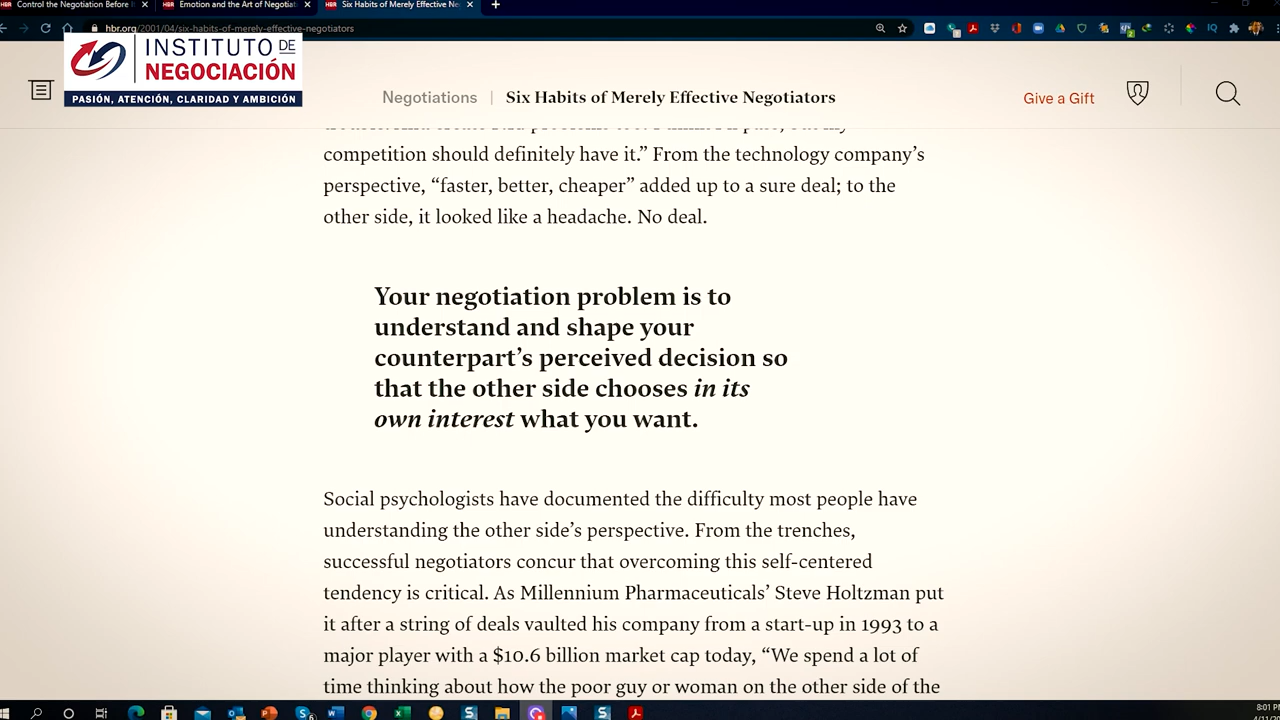 Control the Negotiation Before I
Emotion and the Art of Negotiat
Six Habits of Merely Effective Ne
hbr.org/2001/04/six-habits-of-merely-effective-negotiators
INSTITUTO DE
NEGOCIACIÓN
PASIÓN, ATENCIÓN, CLARIDAD Y AMBICIÓN
Negotiations | Six Habits of Merely Effective Negotiators
Give a Gift
competition should definitely have it.” From the technology company’s
perspective, “faster, better, cheaper” added up to a sure deal; to the
other side, it looked like a headache. No deal.
Your negotiation problem is to
understand and shape your
counterpart’s perceived decision so
that the other side chooses in its
own interest what you want.
Social psychologists have documented the difficulty most people have
understanding the other side’s perspective. From the trenches,
successful negotiators concur that overcoming this self-centered
tendency is critical. As Millennium Pharmaceuticals’ Steve Holtzman put
it after a string of deals vaulted his company from a start-up in 1993 to a
major player with a $10.6 billion market cap today, “We spend a lot of
time thinking about how the poor guy or woman on the other side of the
8:01 P